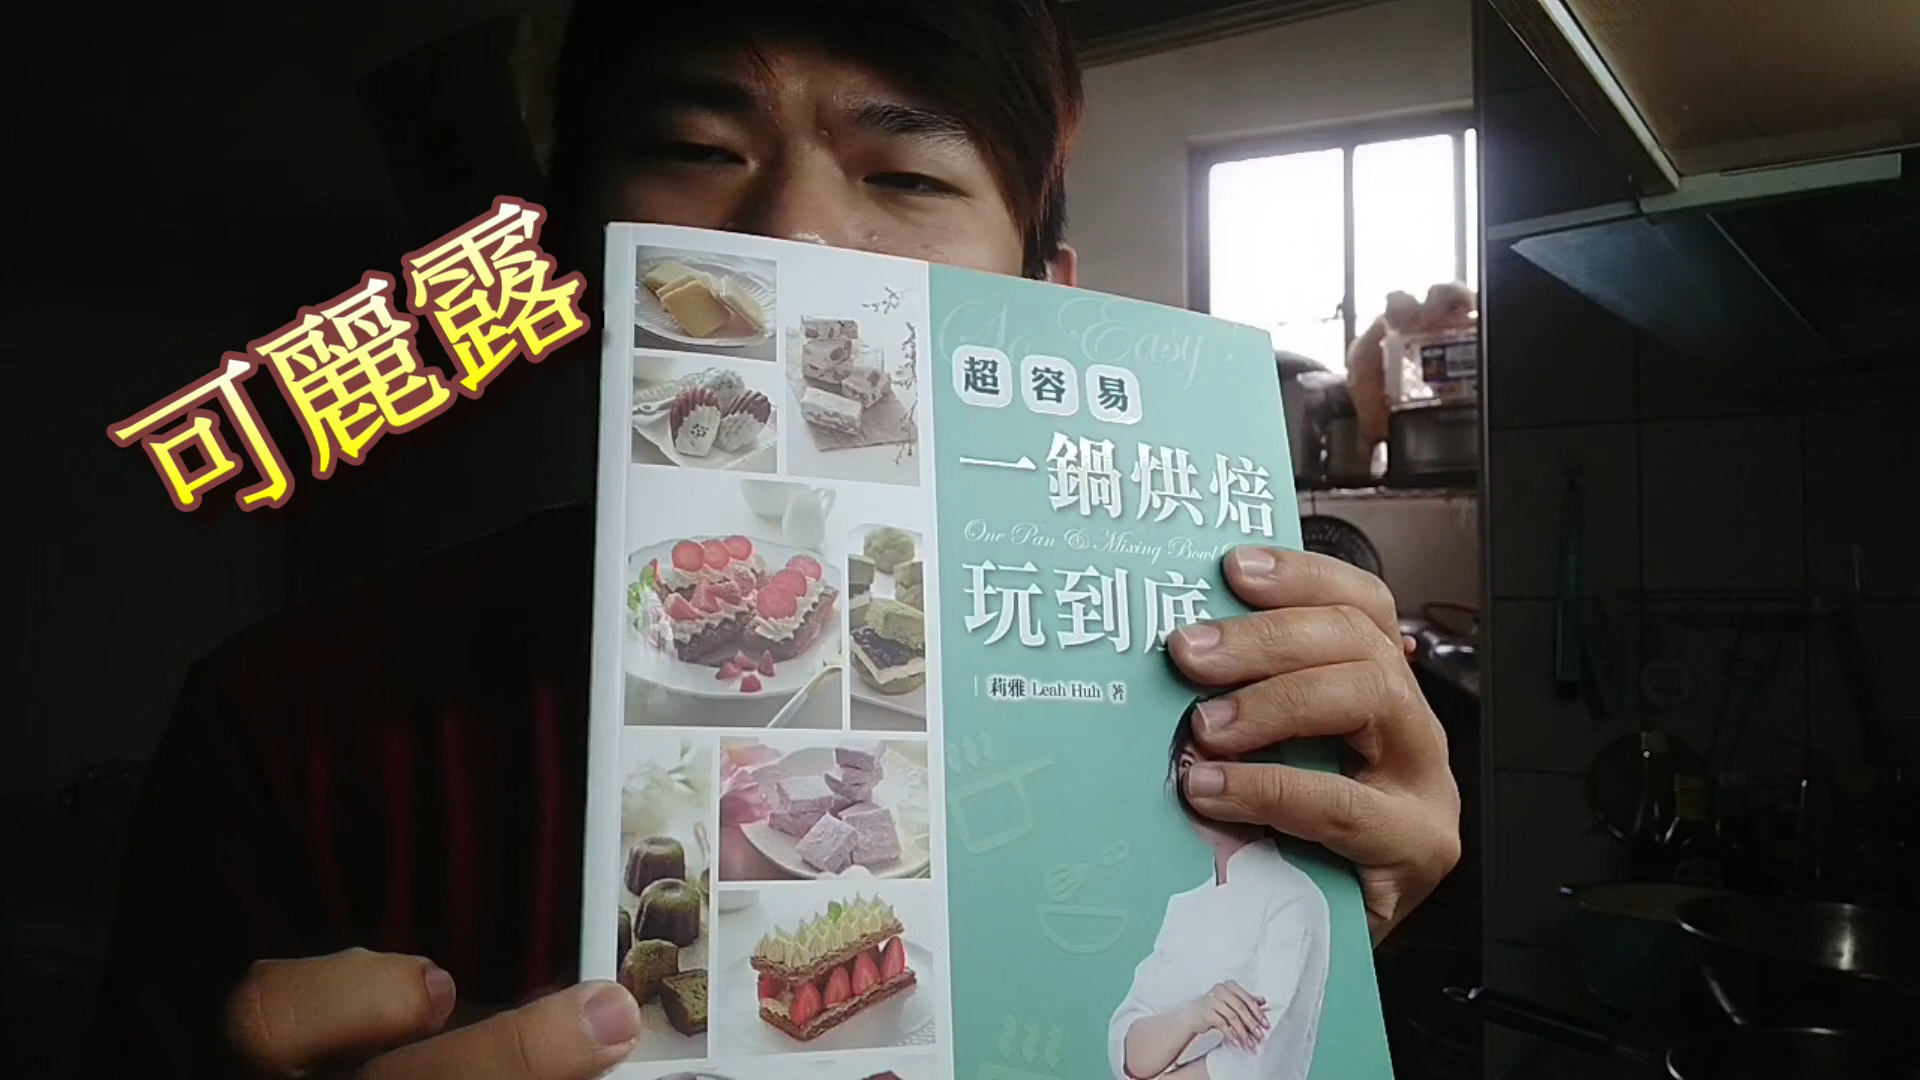 可麗露
So Easy!
超容易
一鍋烘焙
One Pan & Mixing Bowl
玩到底
莉雅 Leah Huh 著